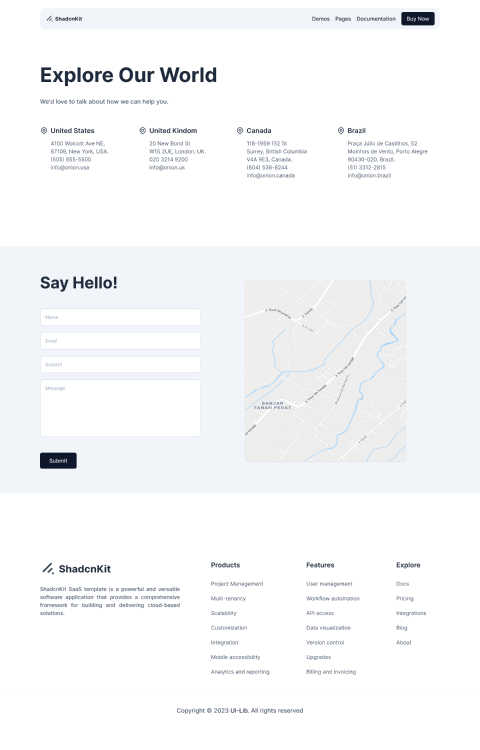 ShadcnKit
Demos Pages Documentation Buy Now
Explore Our World
We'd love to talk about how we can help you.
United States
4100 Wolcott Ave NE,
87109, New York, USA.
(505) 955-5500
info@onion.usa
United Kindom
20 New Bond St
W1S 2UE, London, UK.
020 3214 9200
info@onion.uk
Canada
118-1959 152 St
Surrey, British Columbia
V4A 9E3, Canada.
(604) 536-8244
info@onion.canada
Brazil
Praça Júlio de Castilhos, 52
Moinhos de Vento, Porto Alegre
90430-020, Brazil.
(51) 3312-2815
info@onion.brazil
Say Hello!
Name
Email
Subject
Message
Submit
BANJAR
TANAH PEGAT
ShadcnKit
ShadcnKit SaaS template is a powerful and versatile
software application that provides a comprehensive
framework for building and delivering cloud-based
solutions.
Products
Project Management
Multi-tenancy
Scalability
Customization
Integration
Mobile accessibility
Analytics and reporting
Features
User management
Workflow automation
API access
Data visualization
Version control
Upgrades
Billing and invoicing
Explore
Docs
Pricing
Integrations
Blog
About
Copyright © 2023 UI-Lib. All rights reserved